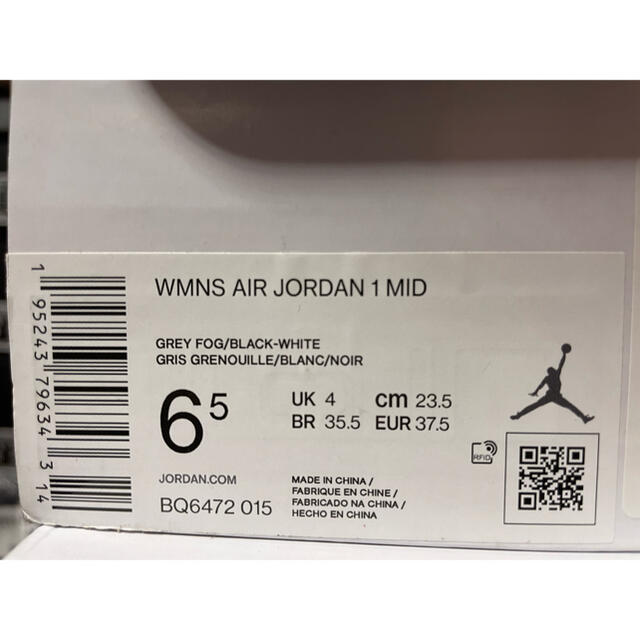 WMNS AIR JORDAN 1 MID
GREY FOG/BLACK-WHITE
GRIS GRENOUILLE/BLANC/NOIR
6 5
UK 4 cm 23.5
BR 35.5 EUR 37.5
JORDAN.COM
BQ6472 015
MADE IN CHINA /
FABRIQUE EN CHINE /
FABRICADO NA CHINA /
HECHO EN CHINA
RFID
1 95243 79634 3 14